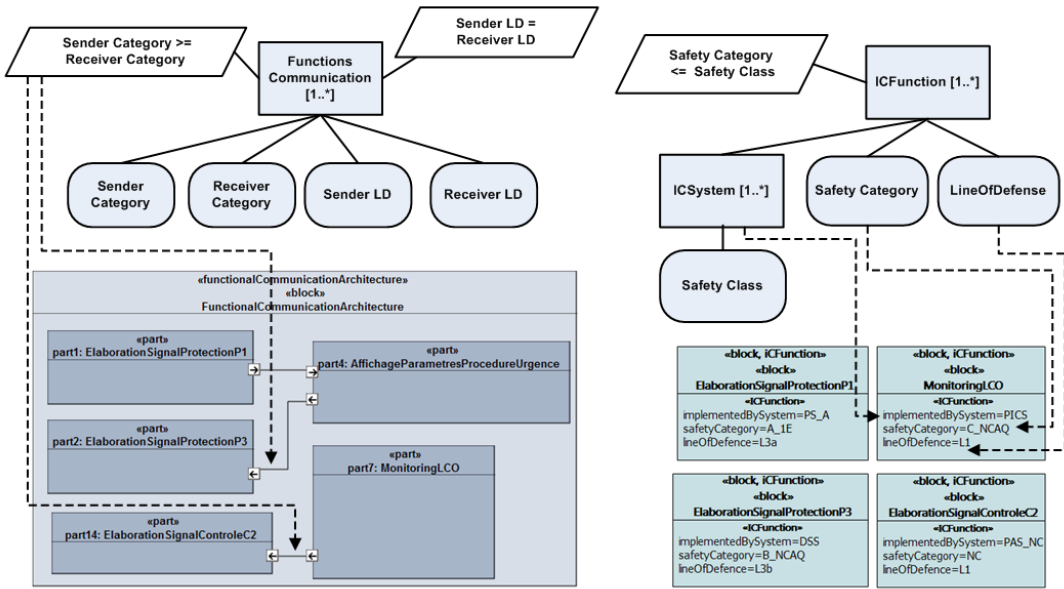 Sender Category >=
Receiver Category
Sender LD =
Receiver LD
Functions
Communication
[1..*]
Sender
Category
Receiver
Category
Sender LD
Receiver LD
Safety Category
<= Safety Class
ICFunction [1..*]
ICSystem [1..*]
Safety Category
LineOfDefense
Safety Class
«functionalCommunicationArchitecture»
«block»
FunctionalCommunicationArchitecture
«part»
part1: ElaborationSignalProtectionP1
«part»
part4: AffichageParametresProcedureUrgence
«part»
part2: ElaborationSignalProtectionP3
«part»
part7: MonitoringLCO
«part»
part14: ElaborationSignalControleC2
«block, iCFunction»
«block»
ElaborationSignalProtectionP1
«ICFunction»
implementedBySystem=PS_A
safetyCategory=A_1E
lineOfDefence=L3a
«block, iCFunction»
«block»
MonitoringLCO
«ICFunction»
implementedBySystem=PICS
safetyCategory=C_NCAQ
lineOfDefence=L1
«block, iCFunction»
«block»
ElaborationSignalProtectionP3
«ICFunction»
implementedBySystem=DSS
safetyCategory=B_NCAQ
lineOfDefence=L3b
«block, iCFunction»
«block»
ElaborationSignalControleC2
«ICFunction»
implementedBySystem=PAS_NC
safetyCategory=NC
lineOfDefence=L1